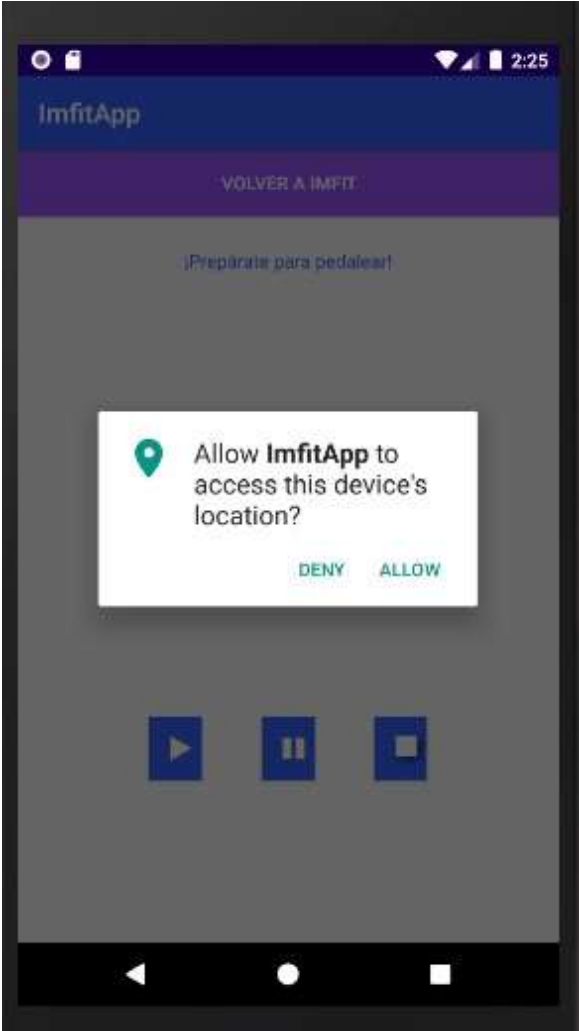 2:25
ImfitApp
VOLVER A IMFIT
¡Prepárate para pedalear!
Allow ImfitApp to
access this device's
location?
DENY ALLOW